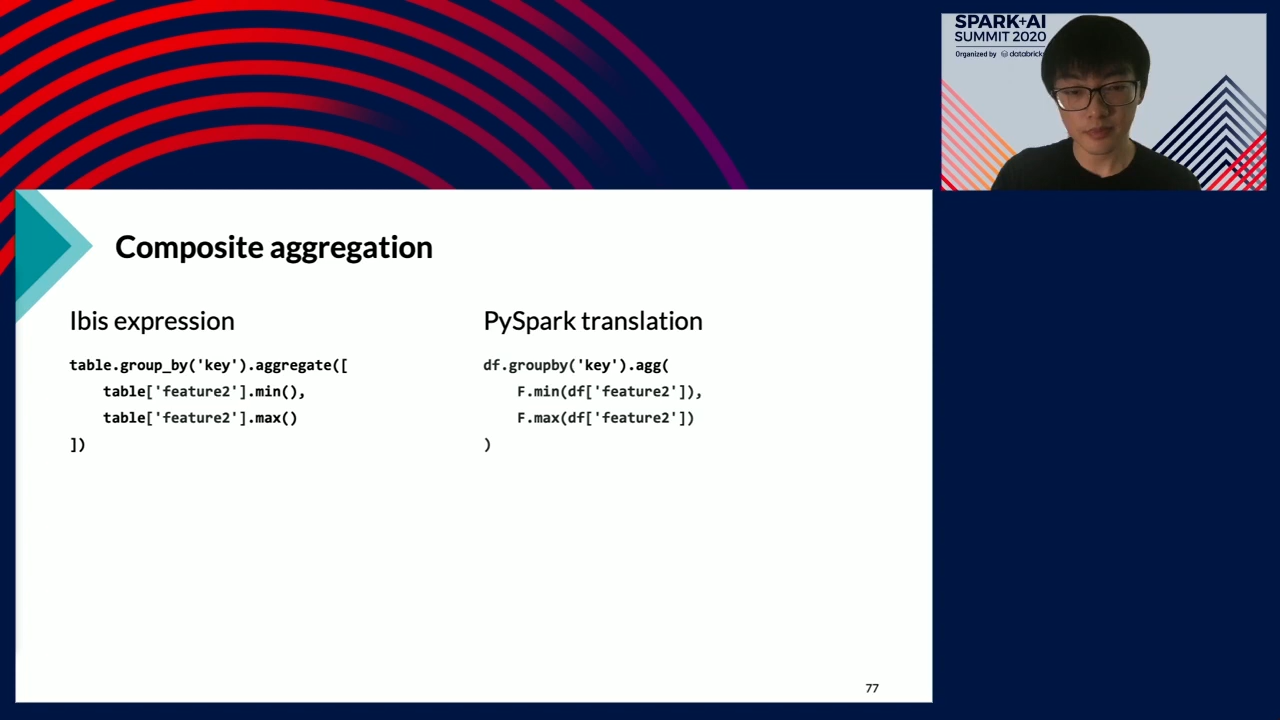 SPARK+AI
SUMMIT 2020
Organized by databricks
Composite aggregation
Ibis expression
table.group_by('key').aggregate([
    table['feature2'].min(),
    table['feature2'].max()
])
PySpark translation
df.groupby('key').agg(
    F.min(df['feature2']),
    F.max(df['feature2'])
)
77